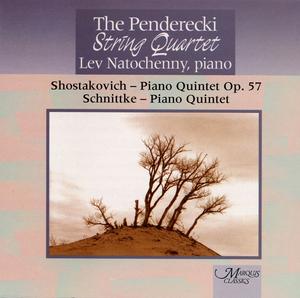 The Penderecki
String Quartet
Lev Natochenny, piano
Shostakovich – Piano Quintet Op. 57
Schnittke – Piano Quintet
MARQUIS
CLASSICS